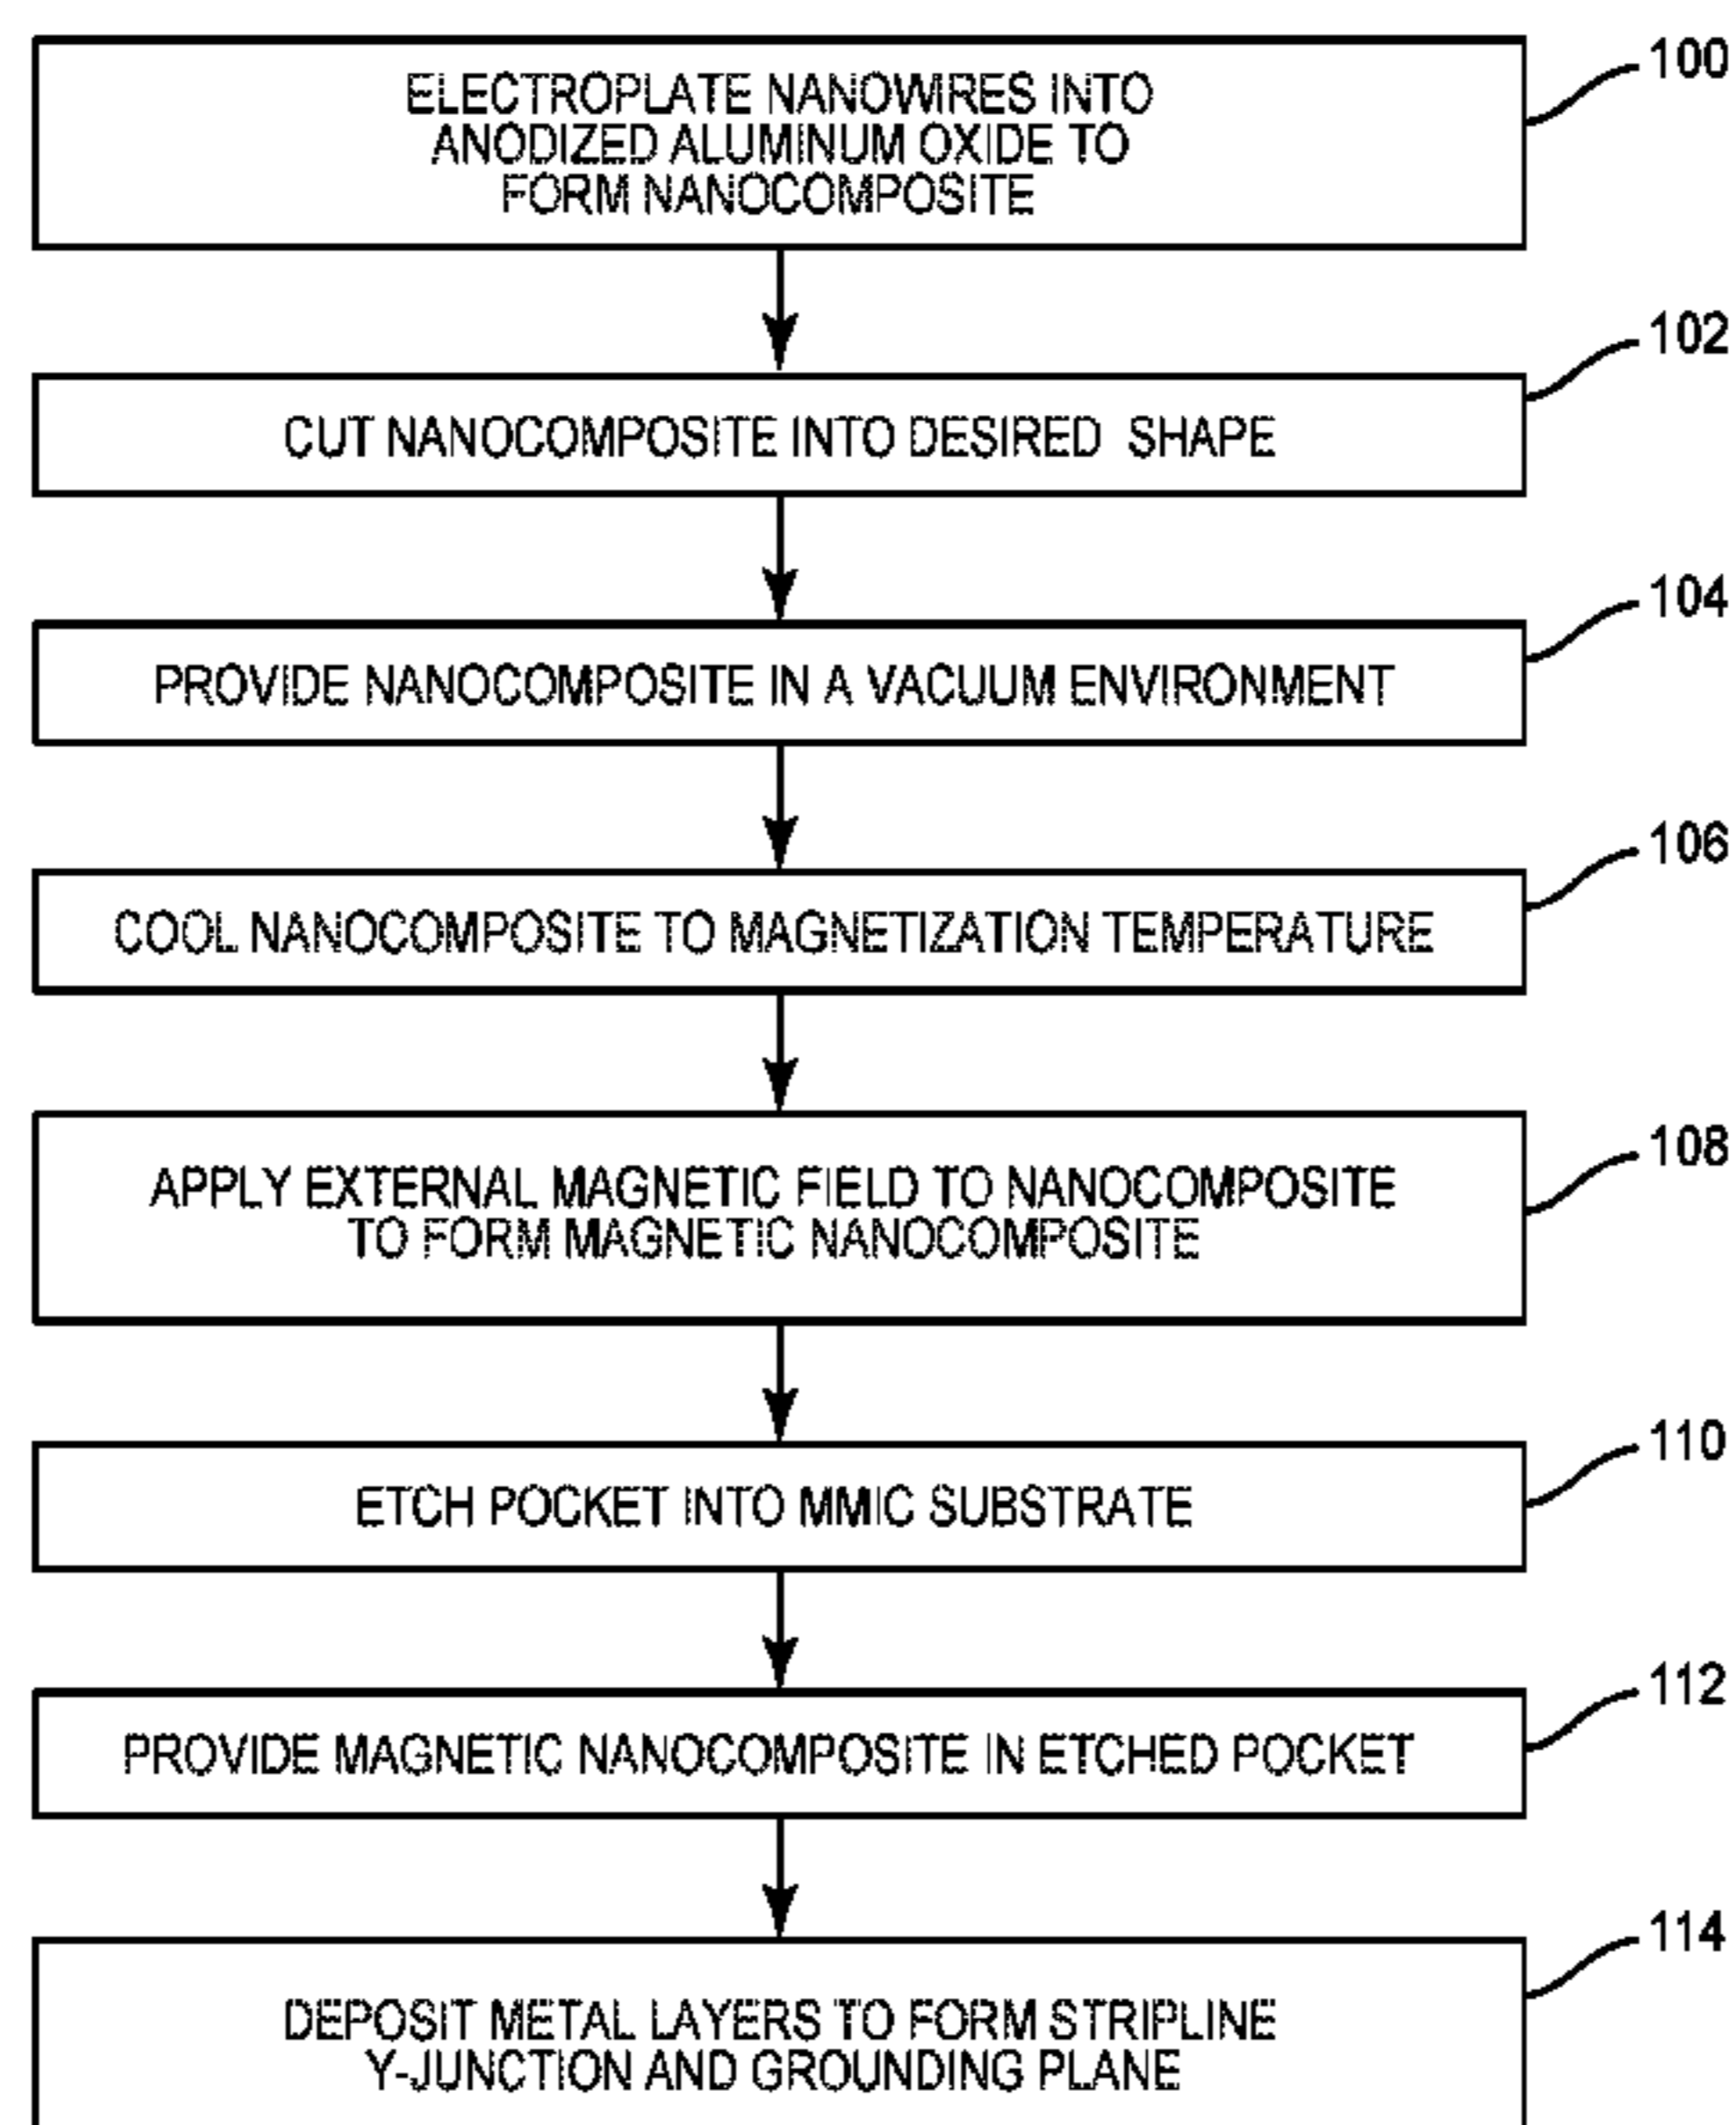 ELECTROPLATE NANOWIRES INTO
ANODIZED ALUMINUM OXIDE TO
FORM NANOCOMPOSITE
100
CUT NANOCOMPOSITE INTO DESIRED SHAPE
102
PROVIDE NANOCOMPOSITE IN A VACUUM ENVIRONMENT
104
COOL NANOCOMPOSITE TO MAGNETIZATION TEMPERATURE
106
APPLY EXTERNAL MAGNETIC FIELD TO NANOCOMPOSITE
TO FORM MAGNETIC NANOCOMPOSITE
108
ETCH POCKET INTO MMIC SUBSTRATE
110
PROVIDE MAGNETIC NANOCOMPOSITE IN ETCHED POCKET
112
DEPOSIT METAL LAYERS TO FORM STRIPLINE
Y-JUNCTION AND GROUNDING PLANE
114